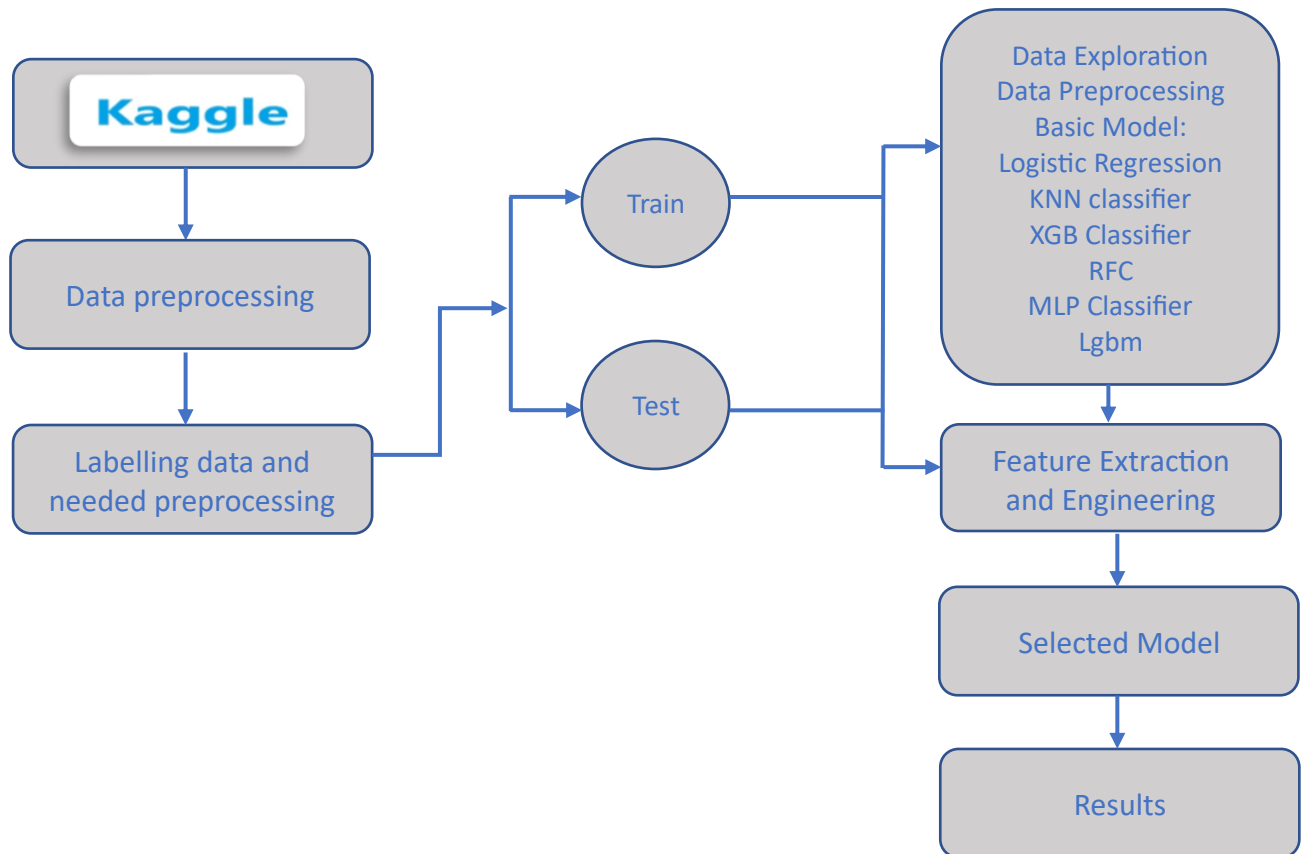 Kaggle
Data preprocessing
Labelling data and
needed preprocessing
Train
Test
Data Exploration
Data Preprocessing
Basic Model:
Logistic Regression
KNN classifier
XGB Classifier
RFC
MLP Classifier
Lgbm
Feature Extraction
and Engineering
Selected Model
Results